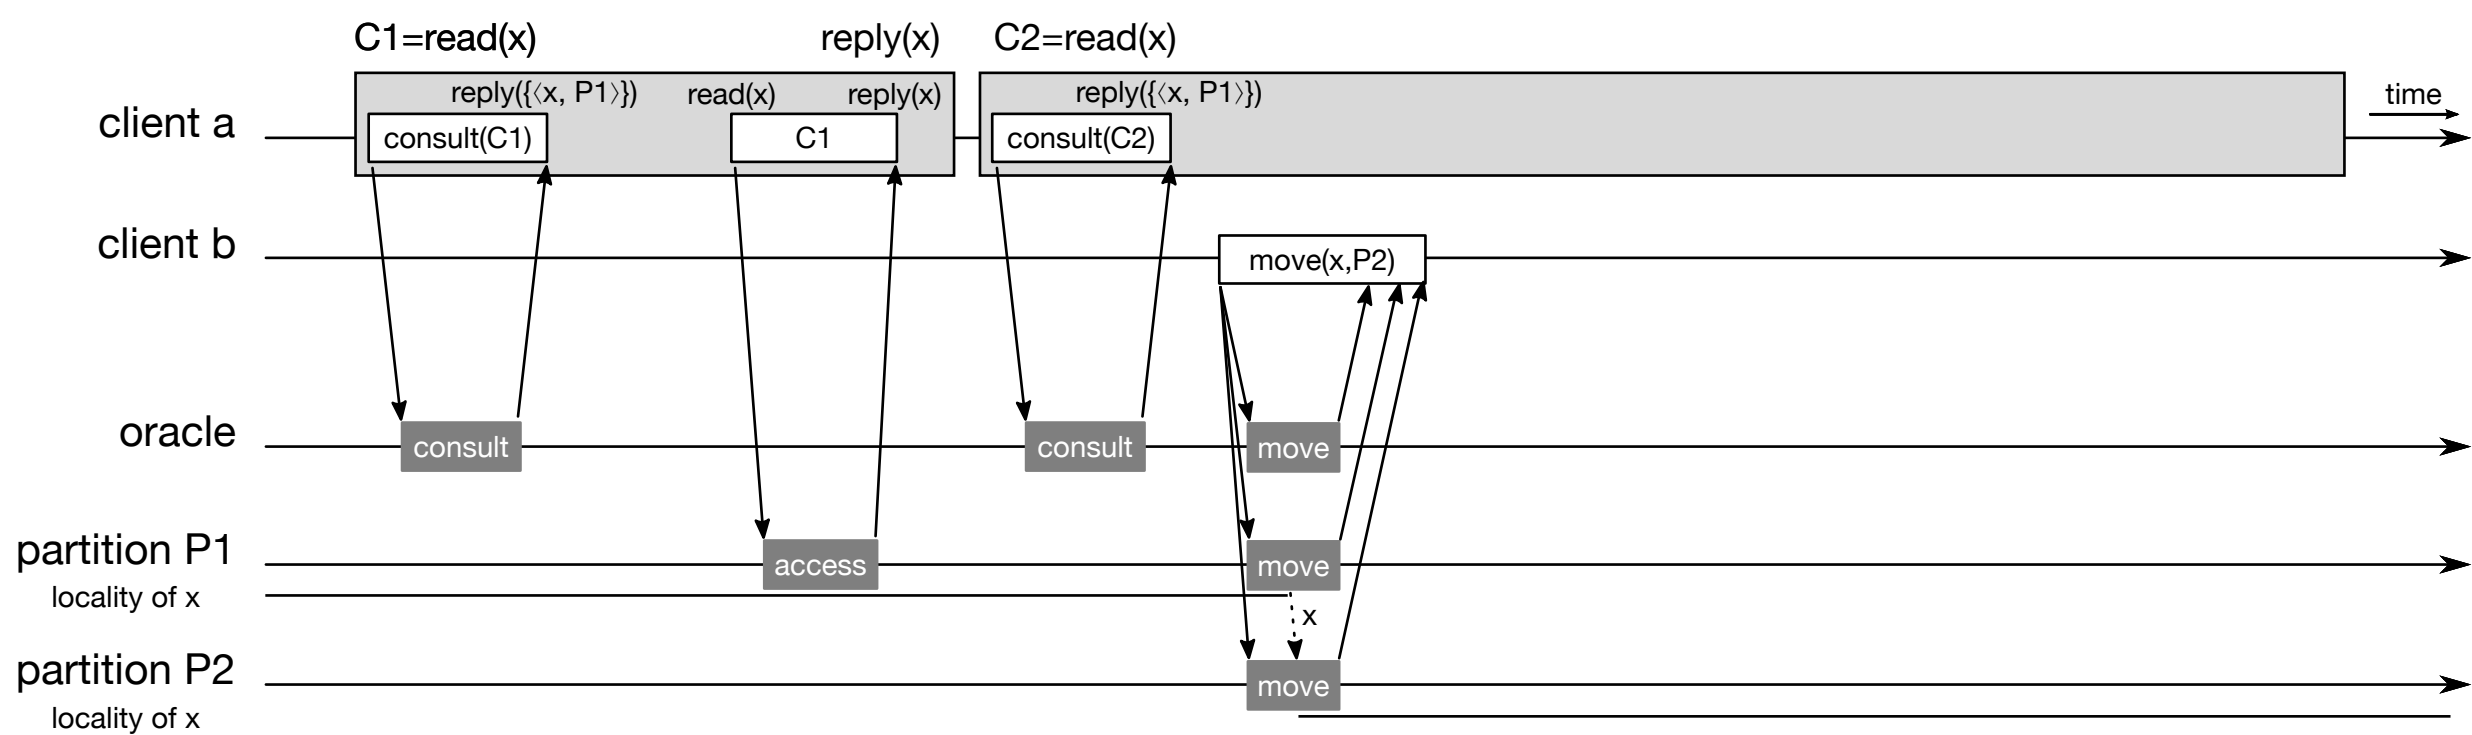 C1=read(x) reply(x) C2=read(x)
reply({⟨x, P1⟩}) read(x) reply(x) reply({⟨x, P1⟩}) time
client a consult(C1) C1 consult(C2)
client b move(x,P2)
oracle consult consult move
partition P1 access move
locality of x x
partition P2 move
locality of x